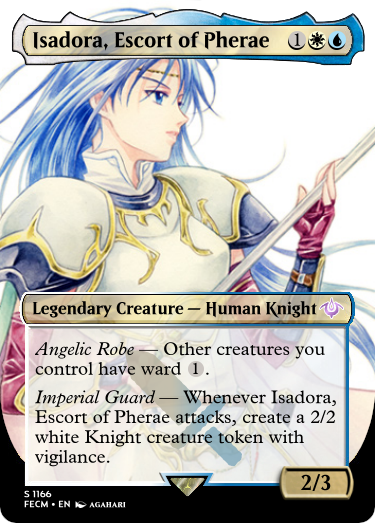 Isadora, Escort of Pherae 1
Legendary Creature — Human Knight
Angelic Robe — Other creatures you
control have ward 1.
Imperial Guard — Whenever Isadora,
Escort of Pherae attacks, create a 2/2
white Knight creature token with
vigilance.
2/3
S 1166
FECM • EN AGAHARI